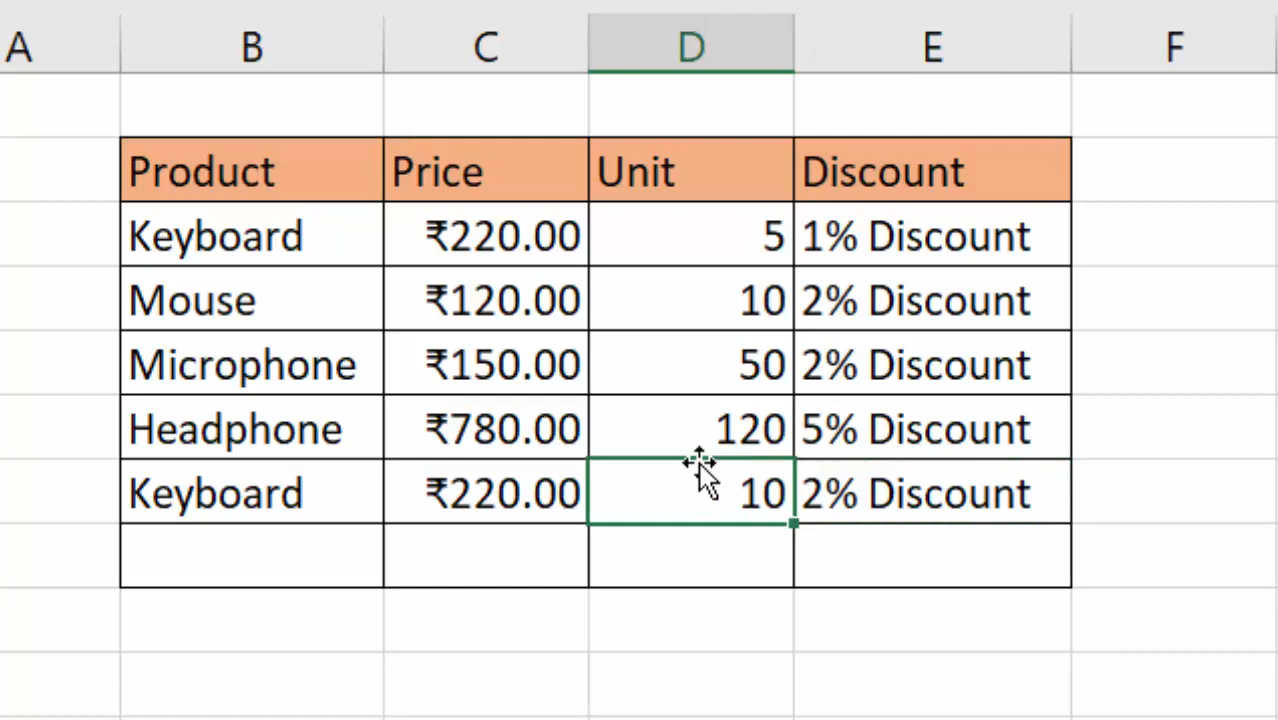 A B C D E F
Product Price Unit Discount
Keyboard ₹220.00 5 1% Discount
Mouse ₹120.00 10 2% Discount
Microphone ₹150.00 50 2% Discount
Headphone ₹780.00 120 5% Discount
Keyboard ₹220.00 10 2% Discount